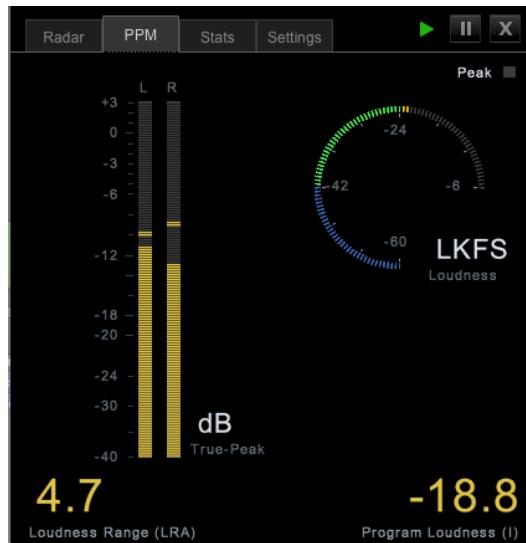 Radar PPM Stats Settings X
Peak
L R
+3
0
-3
-6
-12
-18
-20
-24
-30
-40
dB
True-Peak
-24
-42
-6
-60
LKFS
Loudness
4.7
Loudness Range (LRA)
-18.8
Program Loudness (I)